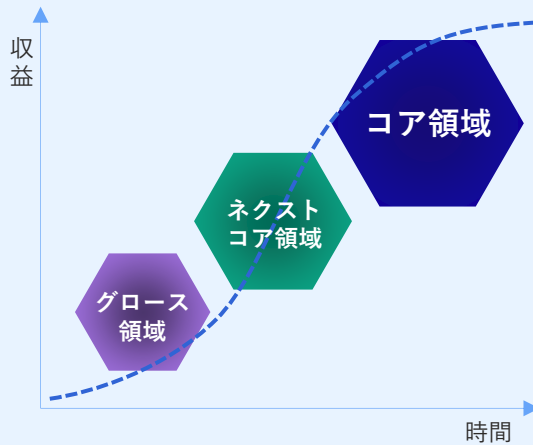 収
益
コア領域
ネクスト
コア領域
グロース
領域
時間